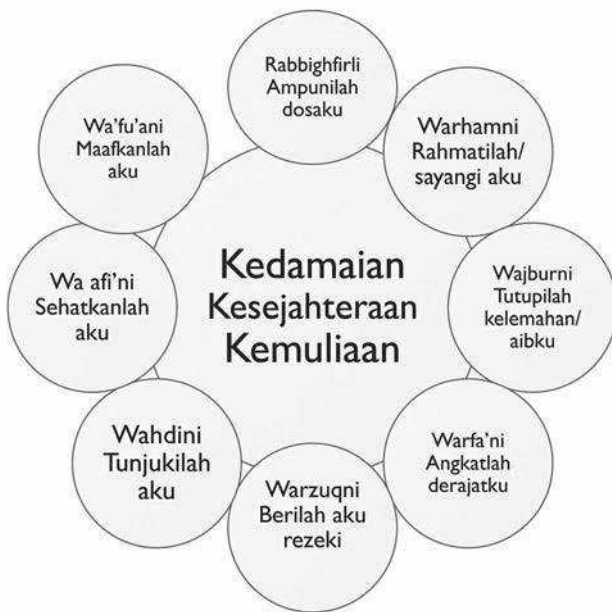 Rabbighfirli
Ampunilah
dosaku
Warhamni
Rahmatilah/
sayangi aku
Wajburni
Tutupilah
kelemahan/
aibku
Warfa'ni
Angkatlah
derajatku
Warzuqni
Berilah aku
rezeki
Wahdini
Tunjukilah
aku
Wa afi'ni
Sehatkanlah
aku
Wa'fu'ani
Maafkanlah
aku
Kedamaian
Kesejahteraan
Kemuliaan